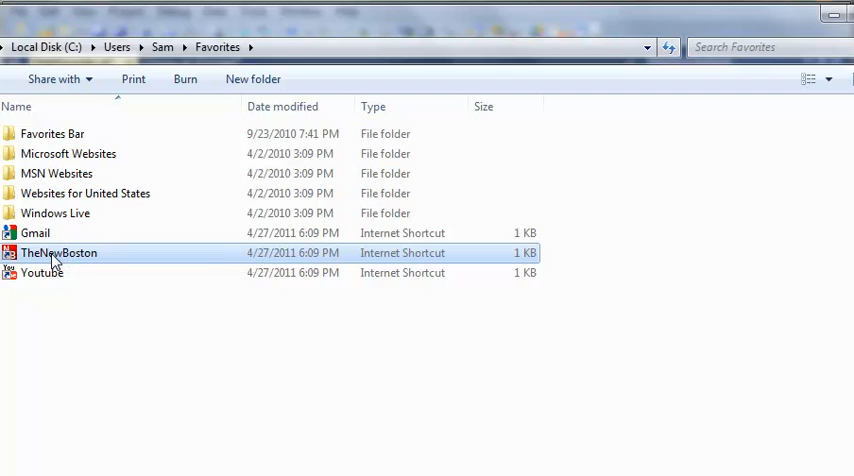 Local Disk (C:) Users Sam Favorites Search Favorites
Share with Print Burn New folder
Name Date modified Type Size
Favorites Bar 9/23/2010 7:41 PM File folder
Microsoft Websites 4/2/2010 3:09 PM File folder
MSN Websites 4/2/2010 3:09 PM File folder
Websites for United States 4/2/2010 3:09 PM File folder
Windows Live 4/2/2010 3:09 PM File folder
Gmail 4/27/2011 6:09 PM Internet Shortcut 1 KB
TheNewBoston 4/27/2011 6:09 PM Internet Shortcut 1 KB
You
Youtube 4/27/2011 6:09 PM Internet Shortcut 1 KB